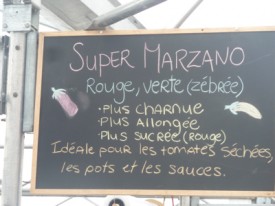 SUPER MARZANO
ROUGE, VERTE (ZÉBRÉE)
• PLUS CHARNUE
• PLUS ALLONGÉE
PLUS SUCRÉE (ROUGE)
IDÉALE POUR LES TOMATES SÉCHÉES,
LES POTS ET LES SAUCES.